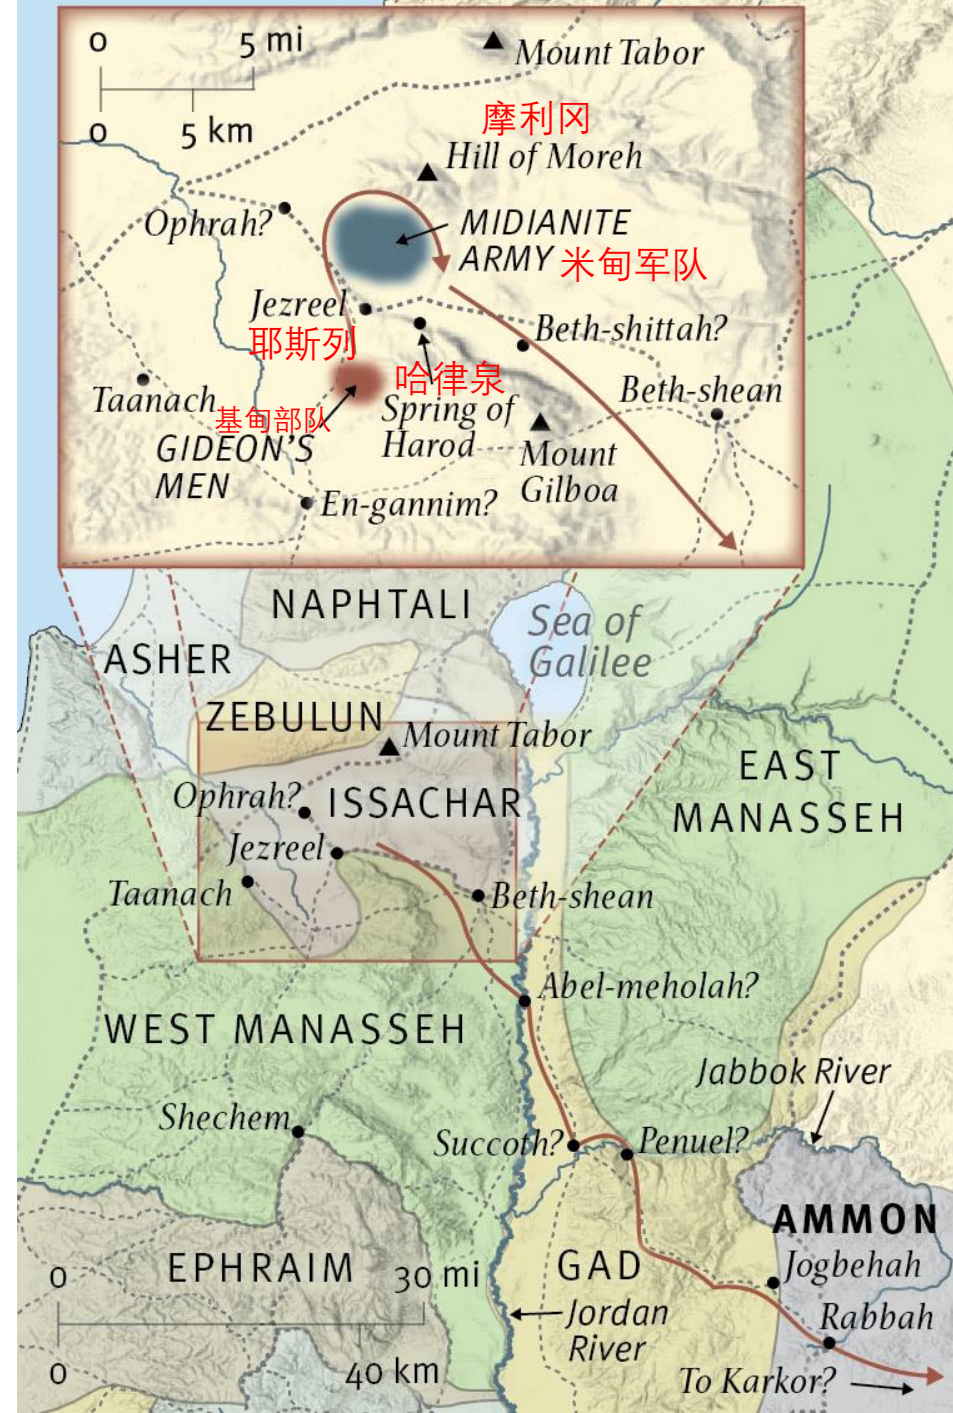 0 5 mi
0 5 km
Mount Tabor
摩利冈
Hill of Moreh
Ophrah?
MIDIANITE
ARMY 米甸军队
Jezreel
耶斯列
Beth-shittah?
哈律泉
Spring of
Harod
Taanach
基甸部队
GIDEON'S
MEN
Beth-shean
Mount
Gilboa
En-gannim?
NAPHTALI
Sea of
Galilee
ASHER
ZEBULUN
Mount Tabor
EAST
MANASSEH
Ophrah?
ISSACHAR
Jezreel
Taanach
Beth-shean
Abel-meholah?
WEST MANASSEH
Jabbok River
Shechem
Succoth?
Penuel?
AMMON
EPHRAIM
GAD
Jogbehah
0 30 mi
0 40 km
Jordan
River
Rabbah
To Karkor?